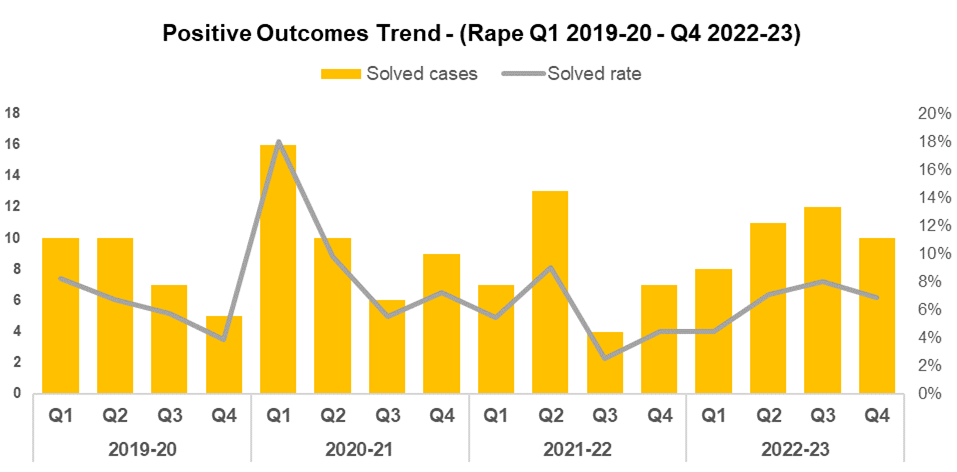 Positive Outcomes Trend - (Rape Q1 2019-20 - Q4 2022-23)
Solved cases Solved rate
18 20%
16 18%
14 16%
12 14%
10 12%
8 10%
6 8%
4 6%
2 4%
0 2%
0%
Q1 Q2 Q3 Q4 Q1 Q2 Q3 Q4 Q1 Q2 Q3 Q4 Q1 Q2 Q3 Q4
2019-20 2020-21 2021-22 2022-23